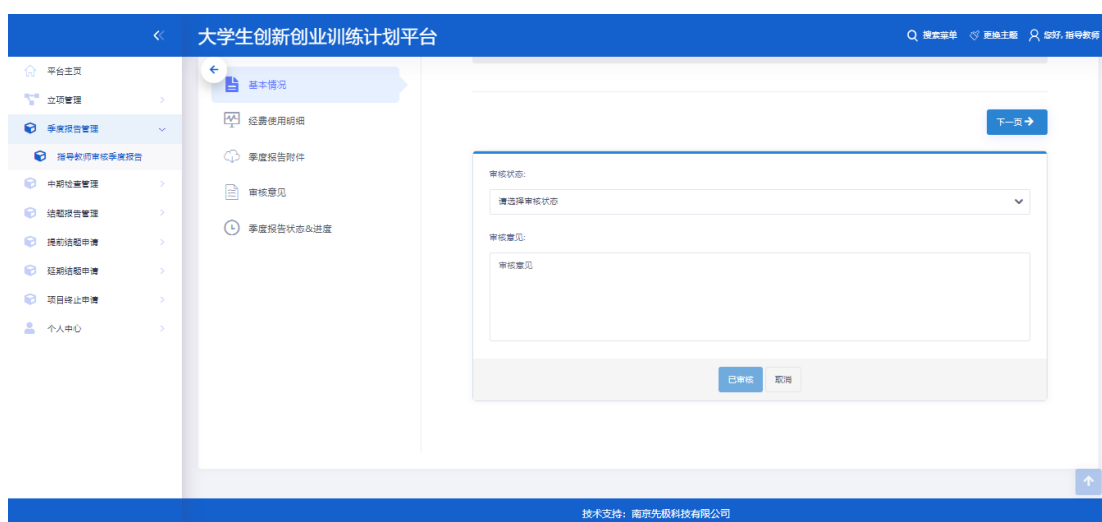 大学生创新创业训练计划平台
搜索菜单
更换主题
您好, 指导教师
平台主页
立项管理
季度报告管理
指导教师审核季度报告
中期检查管理
结题报告管理
提前结题申请
延期结题申请
项目终止申请
个人中心
基本情况
经费使用明细
季度报告附件
审核意见
季度报告状态&进度
下一页
审核状态:
请选择审核状态
审核意见:
审核意见
已审核
取消
技术支持：南京先极科技有限公司